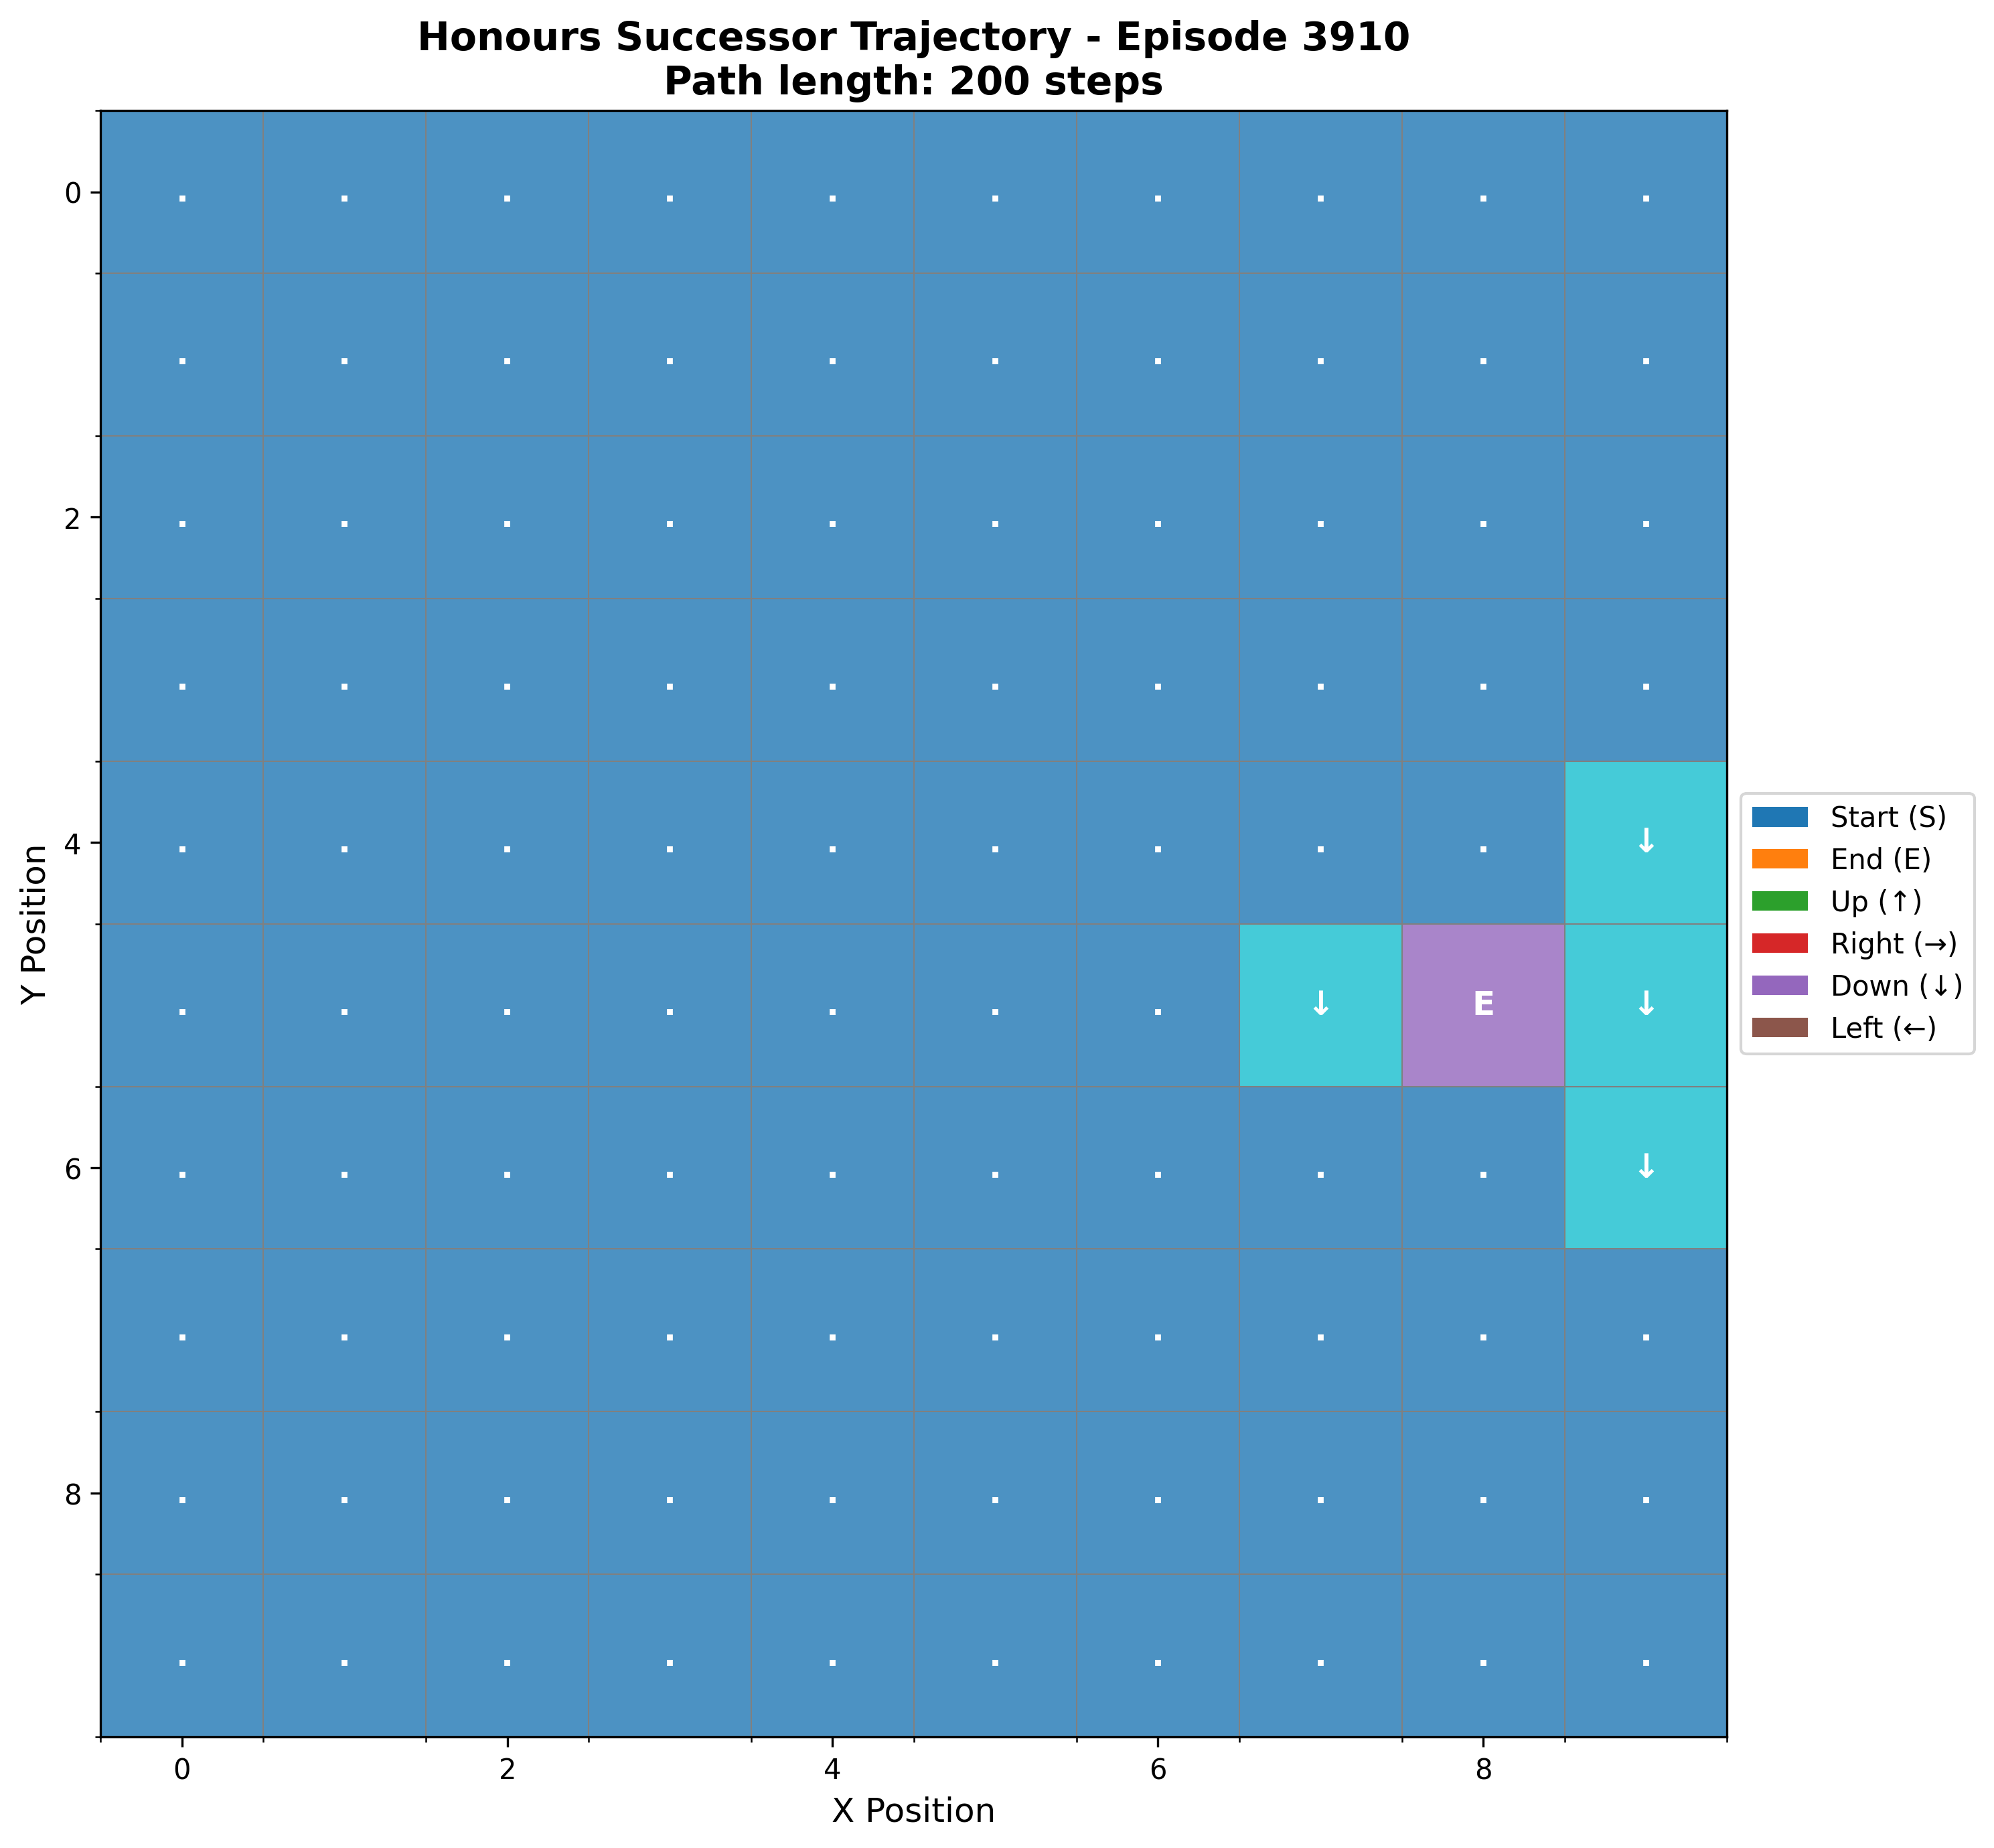 Honours Successor Trajectory - Episode 3910
Path length: 200 steps
0
2
4
↓
Start (S)
End (E)
Up (↑)
Right (→)
Down (↓)
Left (←)
Y Position
↓ E ↓
6
↓
8
0 2 4 6 8
X Position